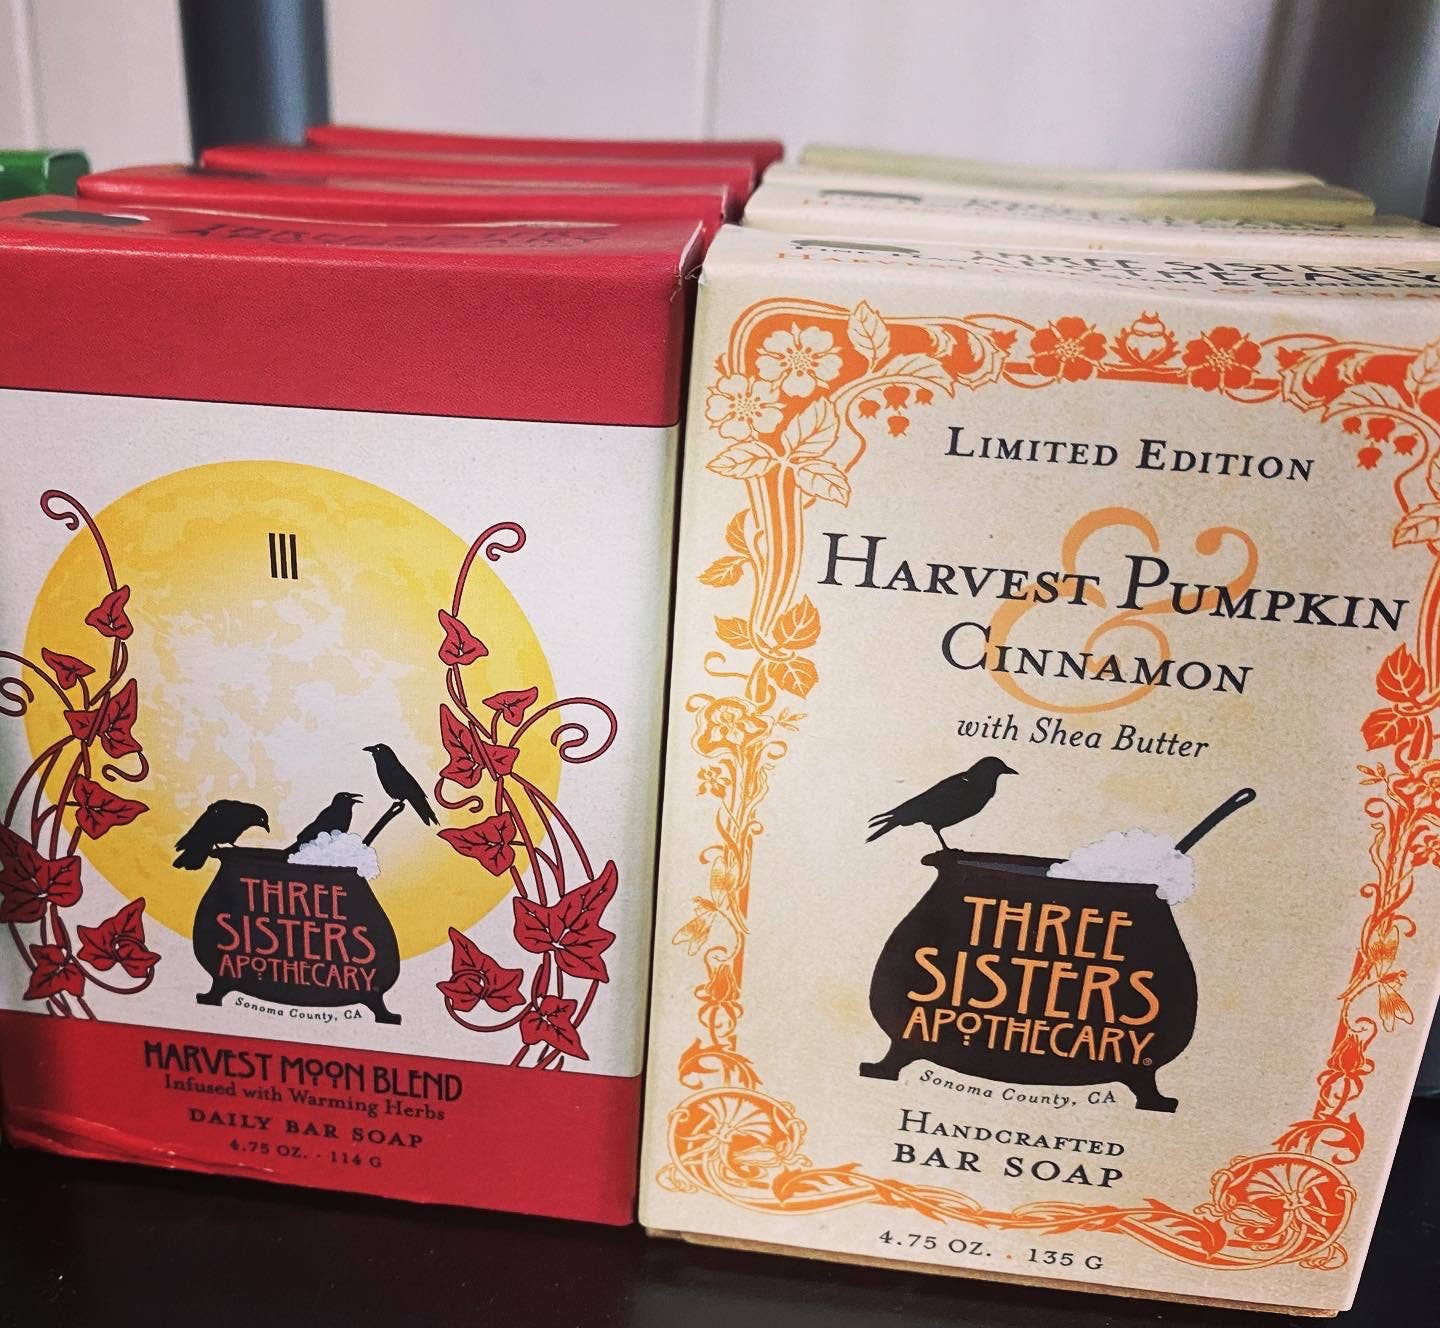 III
THREE
SISTERS
APOTHECARY
Sonoma County, CA
HARVEST MOON BLEND
Infused with Warming Herbs
DAILY BAR SOAP
4.75 OZ. · 114 G
THREE SISTERS
LIMITED EDITION
&
HARVEST PUMPKIN
CINNAMON
with Shea Butter
THREE
SISTERS
APOTHECARY®
Sonoma County, CA
HANDCRAFTED
BAR SOAP
4.75 OZ. · 135 G